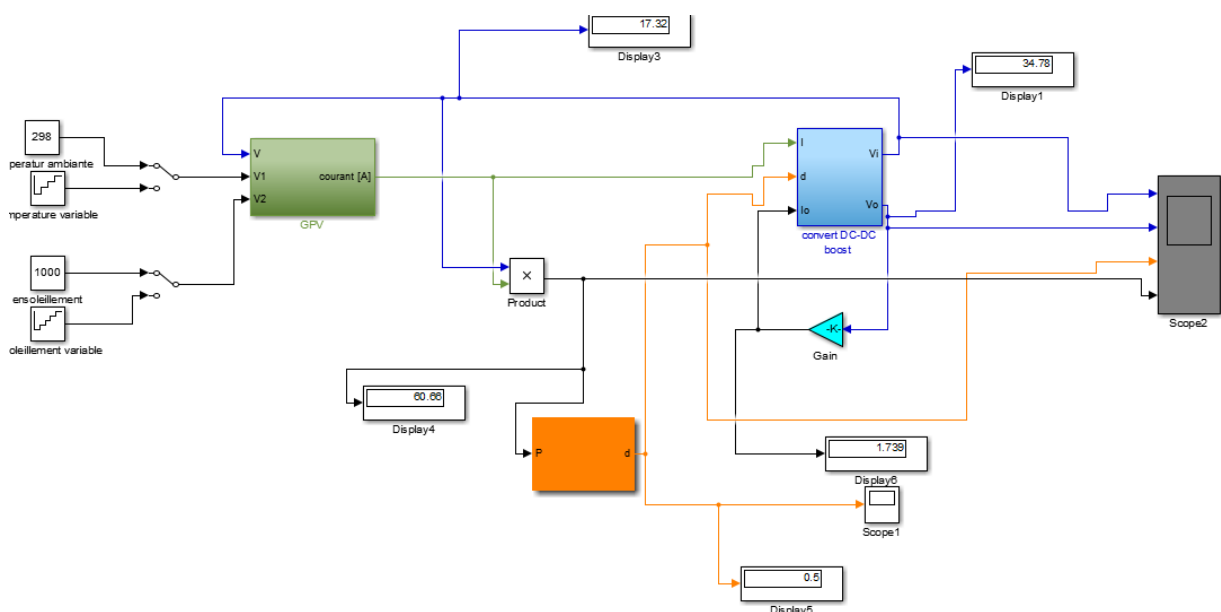 17.32
Display3
34.78
Display1
298
peratur ambiante
mperature variable
V
V1
V2
courant [A]
GPV
I
d
Io
Vi
Vo
convert DC-DC
boost
1000
ensoleillement
oleillement variable
×
Product
-K-
Gain
Scope2
60.66
Display4
P
d
1.739
Display6
Scope1
0.5
Display5